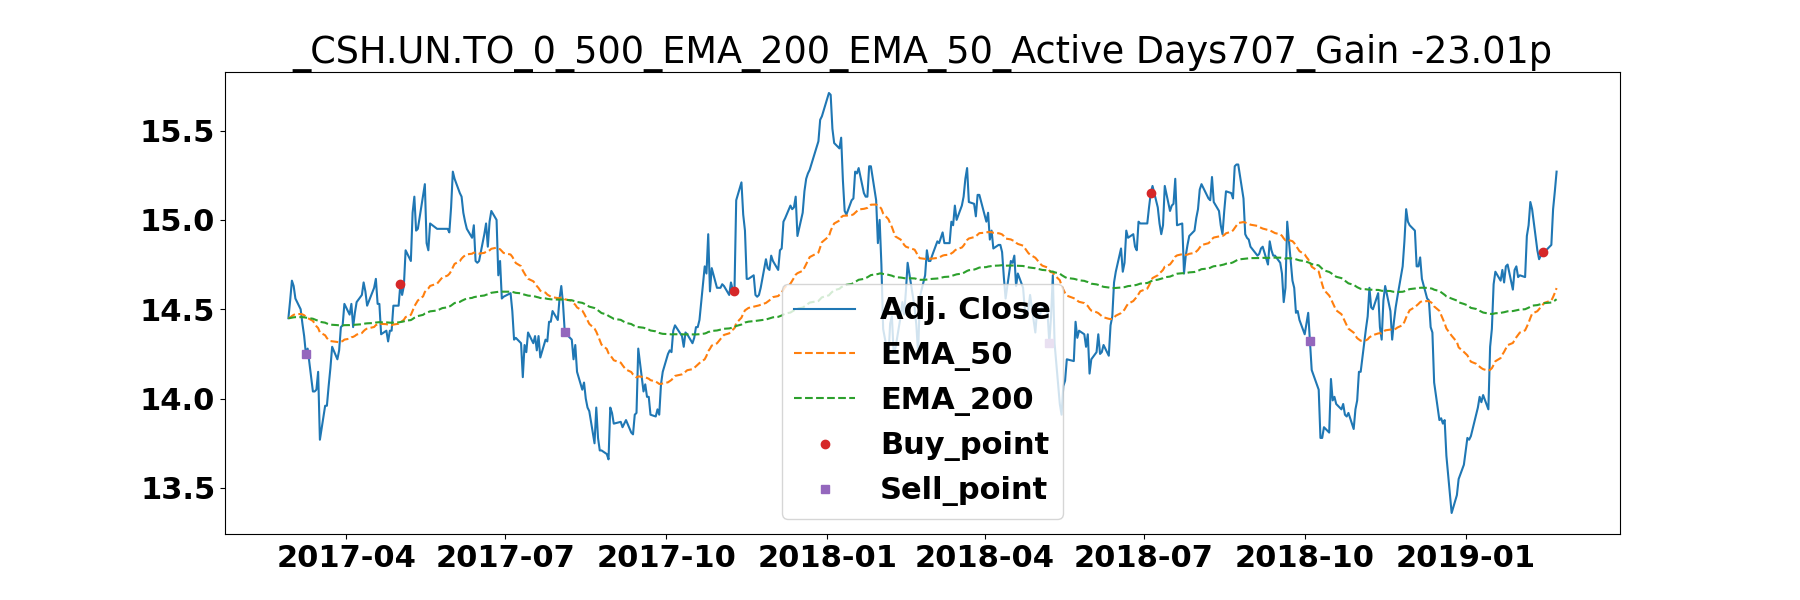 _CSH.UN.TO_0_500_EMA_200_EMA_50_Active Days707_Gain -23.01p
15.5
15.0
14.5
14.0
13.5
Adj. Close
EMA_50
EMA_200
Buy_point
Sell_point
2017-04 2017-07 2017-10 2018-01 2018-04 2018-07 2018-10 2019-01